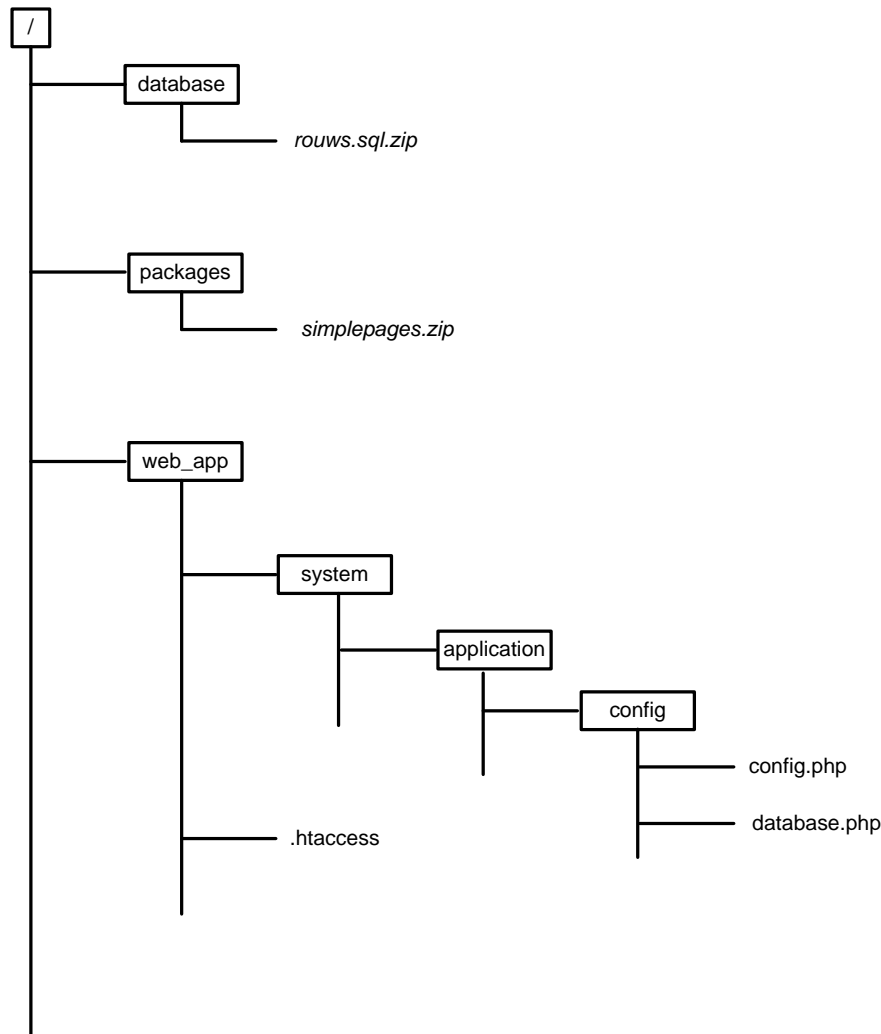 /
database
rouws.sql.zip
packages
simplepages.zip
web_app
system
application
config
config.php
database.php
.htaccess